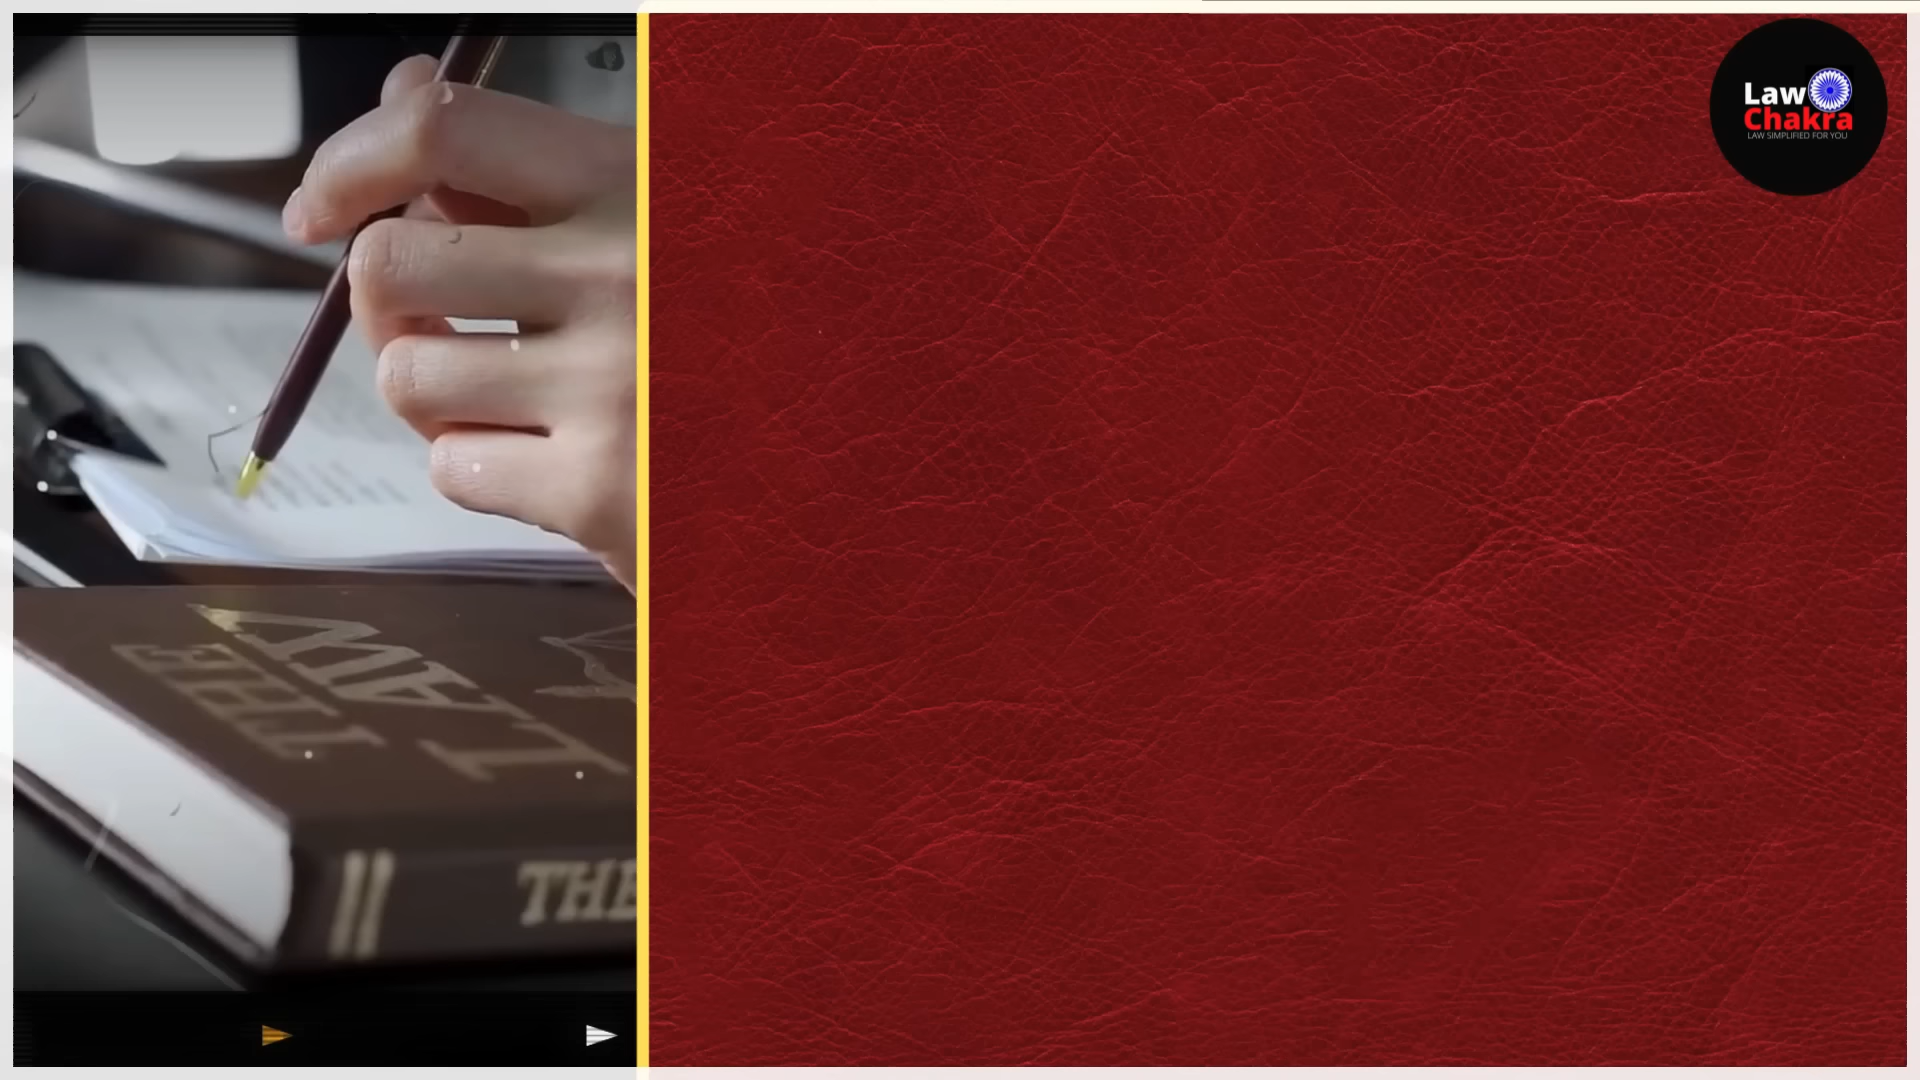 Law
Chakra
LAW SIMPLIFIED FOR YOU
THE
LAW
THE